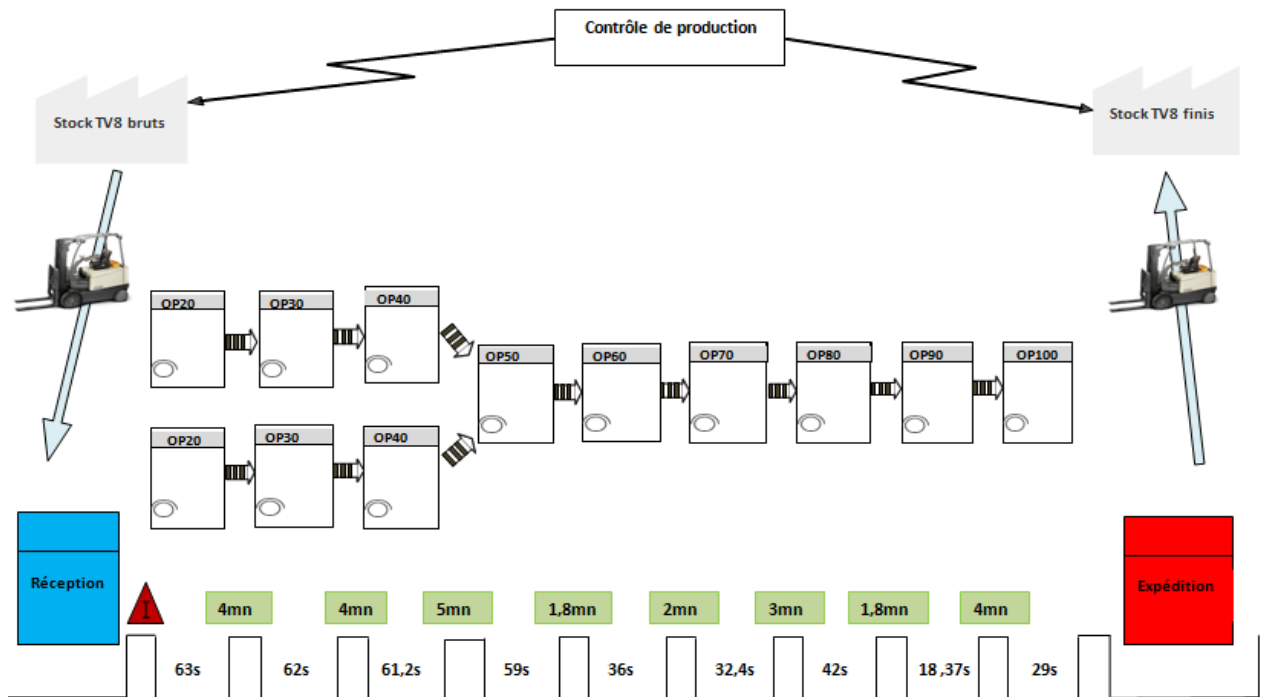 Contrôle de production
Stock TV8 bruts
Stock TV8 finis
OP20
OP30
OP40
OP50
OP60
OP70
OP80
OP90
OP100
OP20
OP30
OP40
Réception
Expédition
I
4mn
4mn
5mn
1,8mn
2mn
3mn
1,8mn
4mn
63s
62s
61,2s
59s
36s
32,4s
42s
18 ,37s
29s